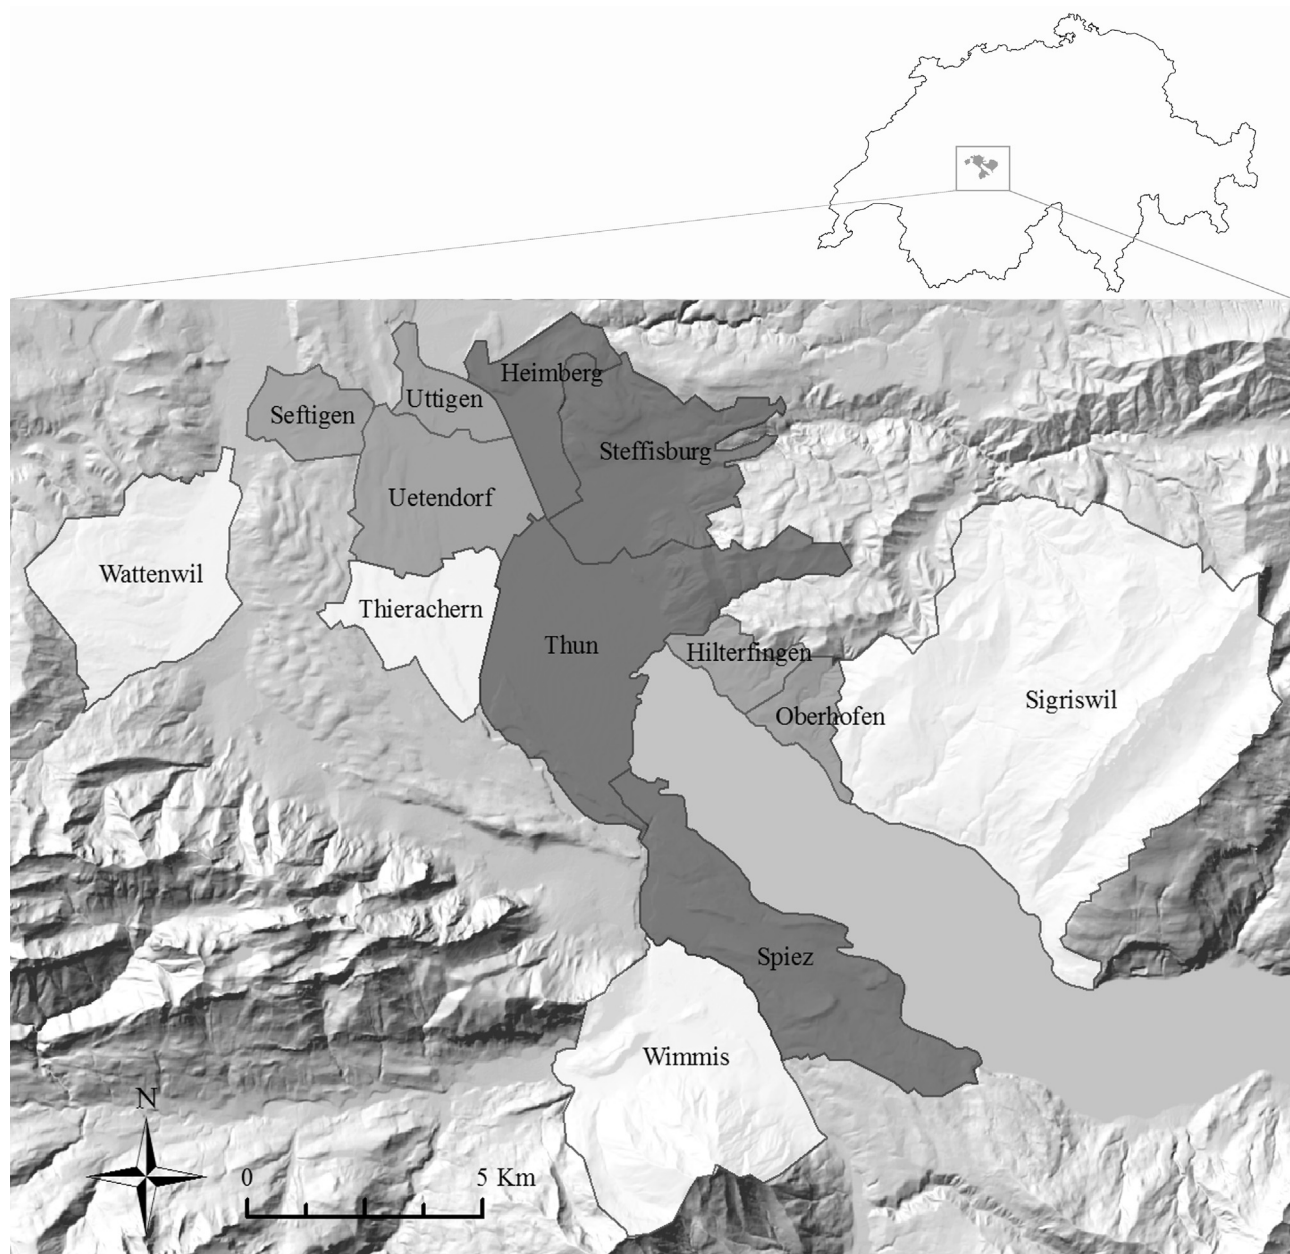 Heimberg
Uttigen
Seftigen
Steffisburg
Uetendorf
Wattenwil
Thierachern
Thun
Hilterfingen
Sigriswil
Oberhofen
Spiez
Wimmis
N
0 5 Km